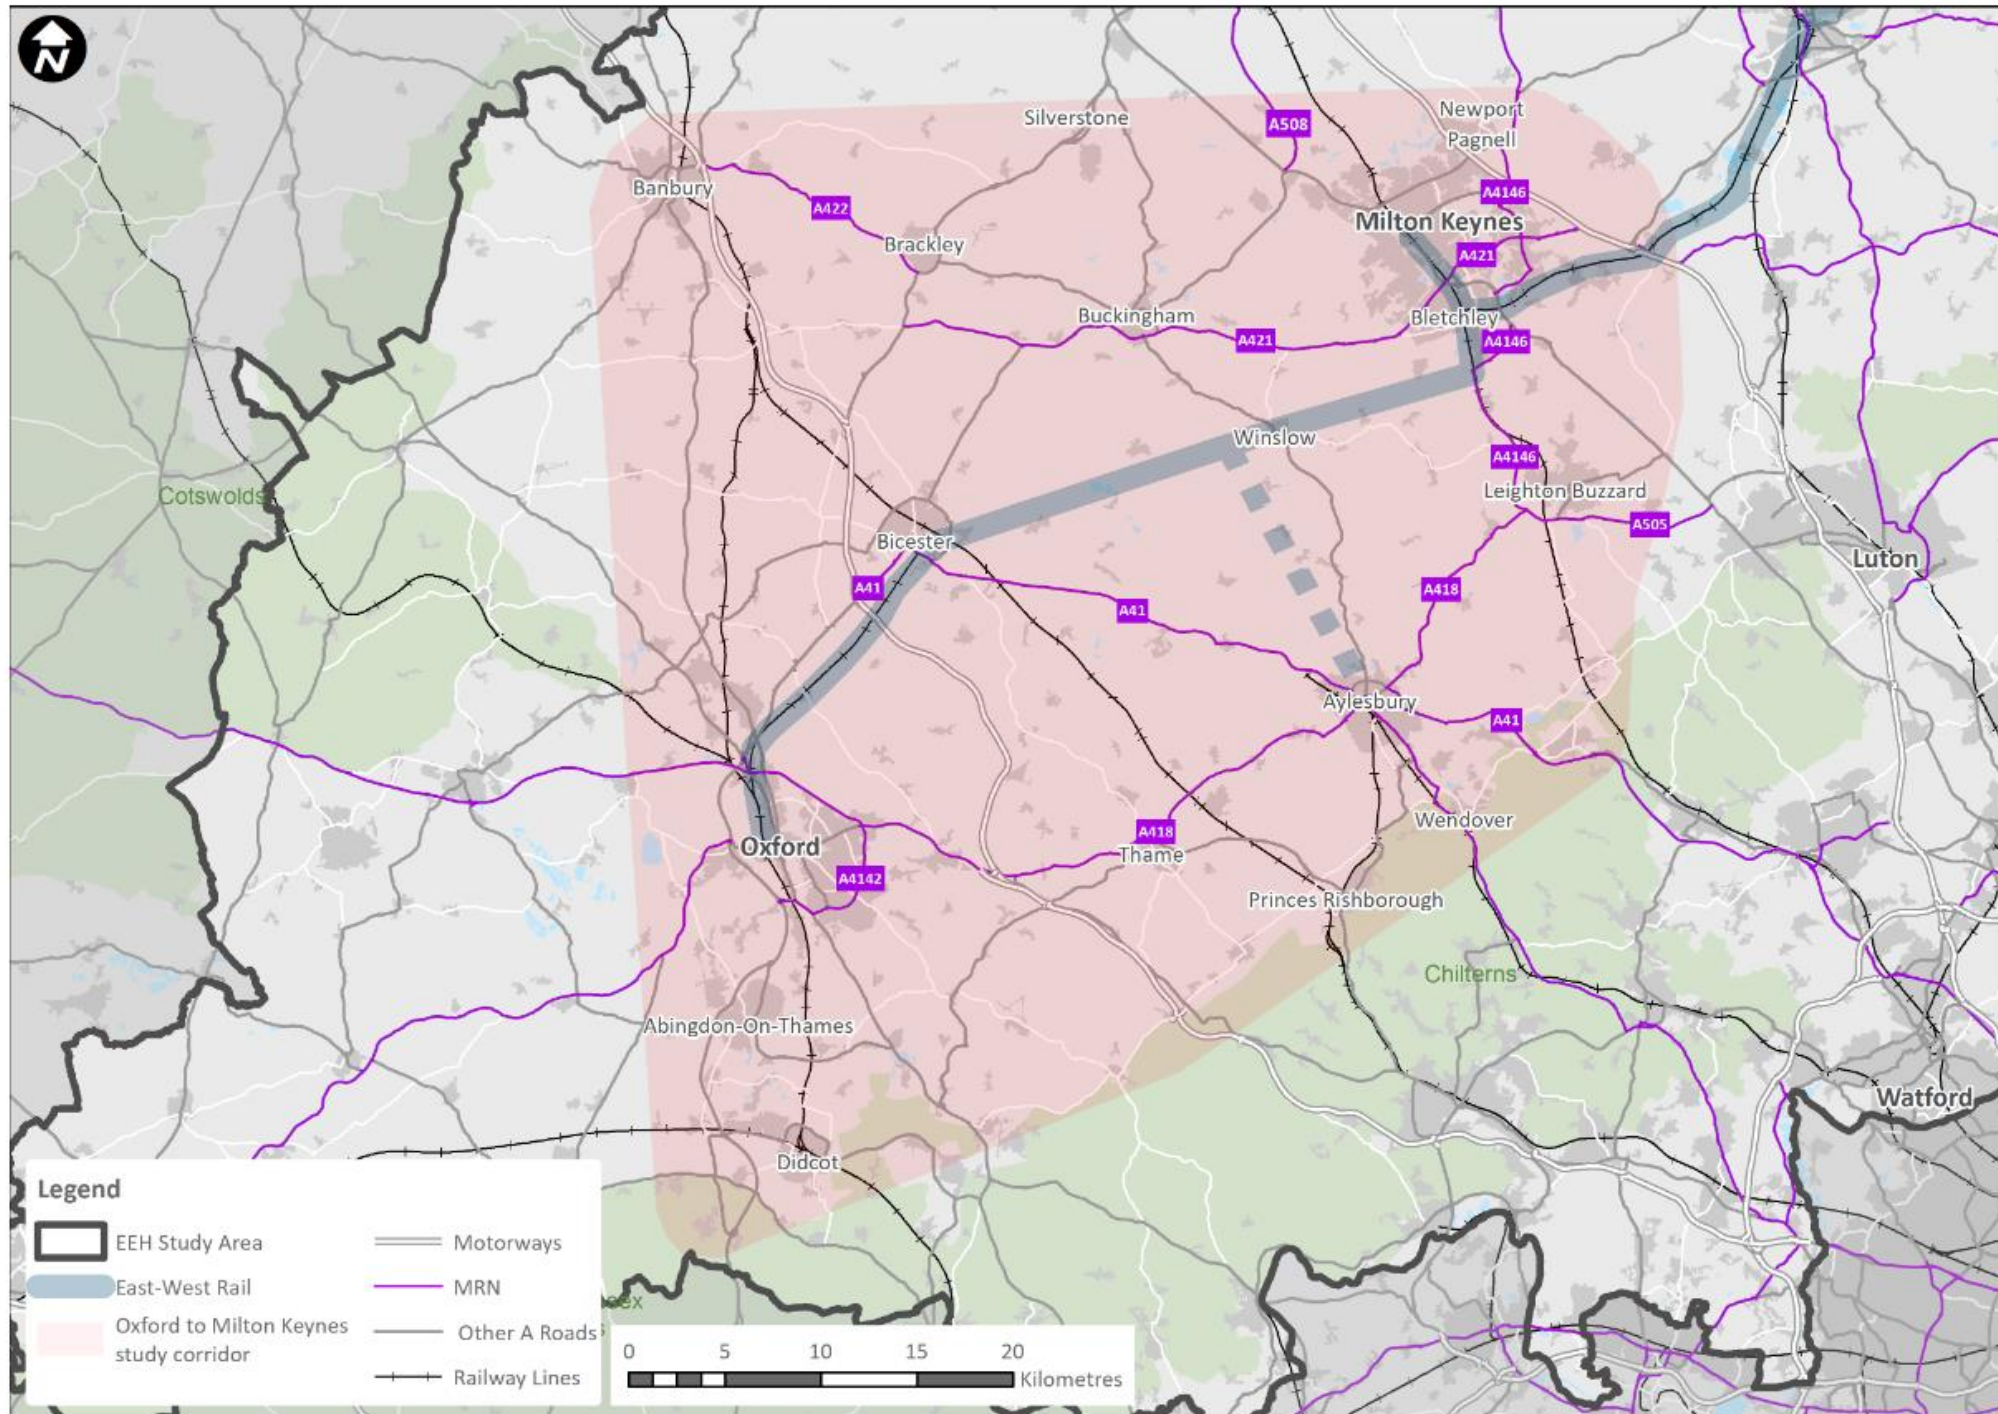 N
Silverstone
Newport
Pagnell
A508
Banbury
A4146
A422
Milton Keynes
Brackley
A421
Buckingham
Bletchley
A421
A4146
Winslow
A4146
Cotswolds
Leighton Buzzard
A505
Bicester
Luton
A41
A418
A41
Aylesbury
A41
Wendover
A418
Oxford
Thame
A4142
Princes Rishborough
Chilterns
Abingdon-On-Thames
Watford
Didcot
Legend
EEH Study Area
Motorways
East-West Rail
MRN
Oxford to Milton Keynes
study corridor
Other A Roads
Railway Lines
0 5 10 15 20
Kilometres